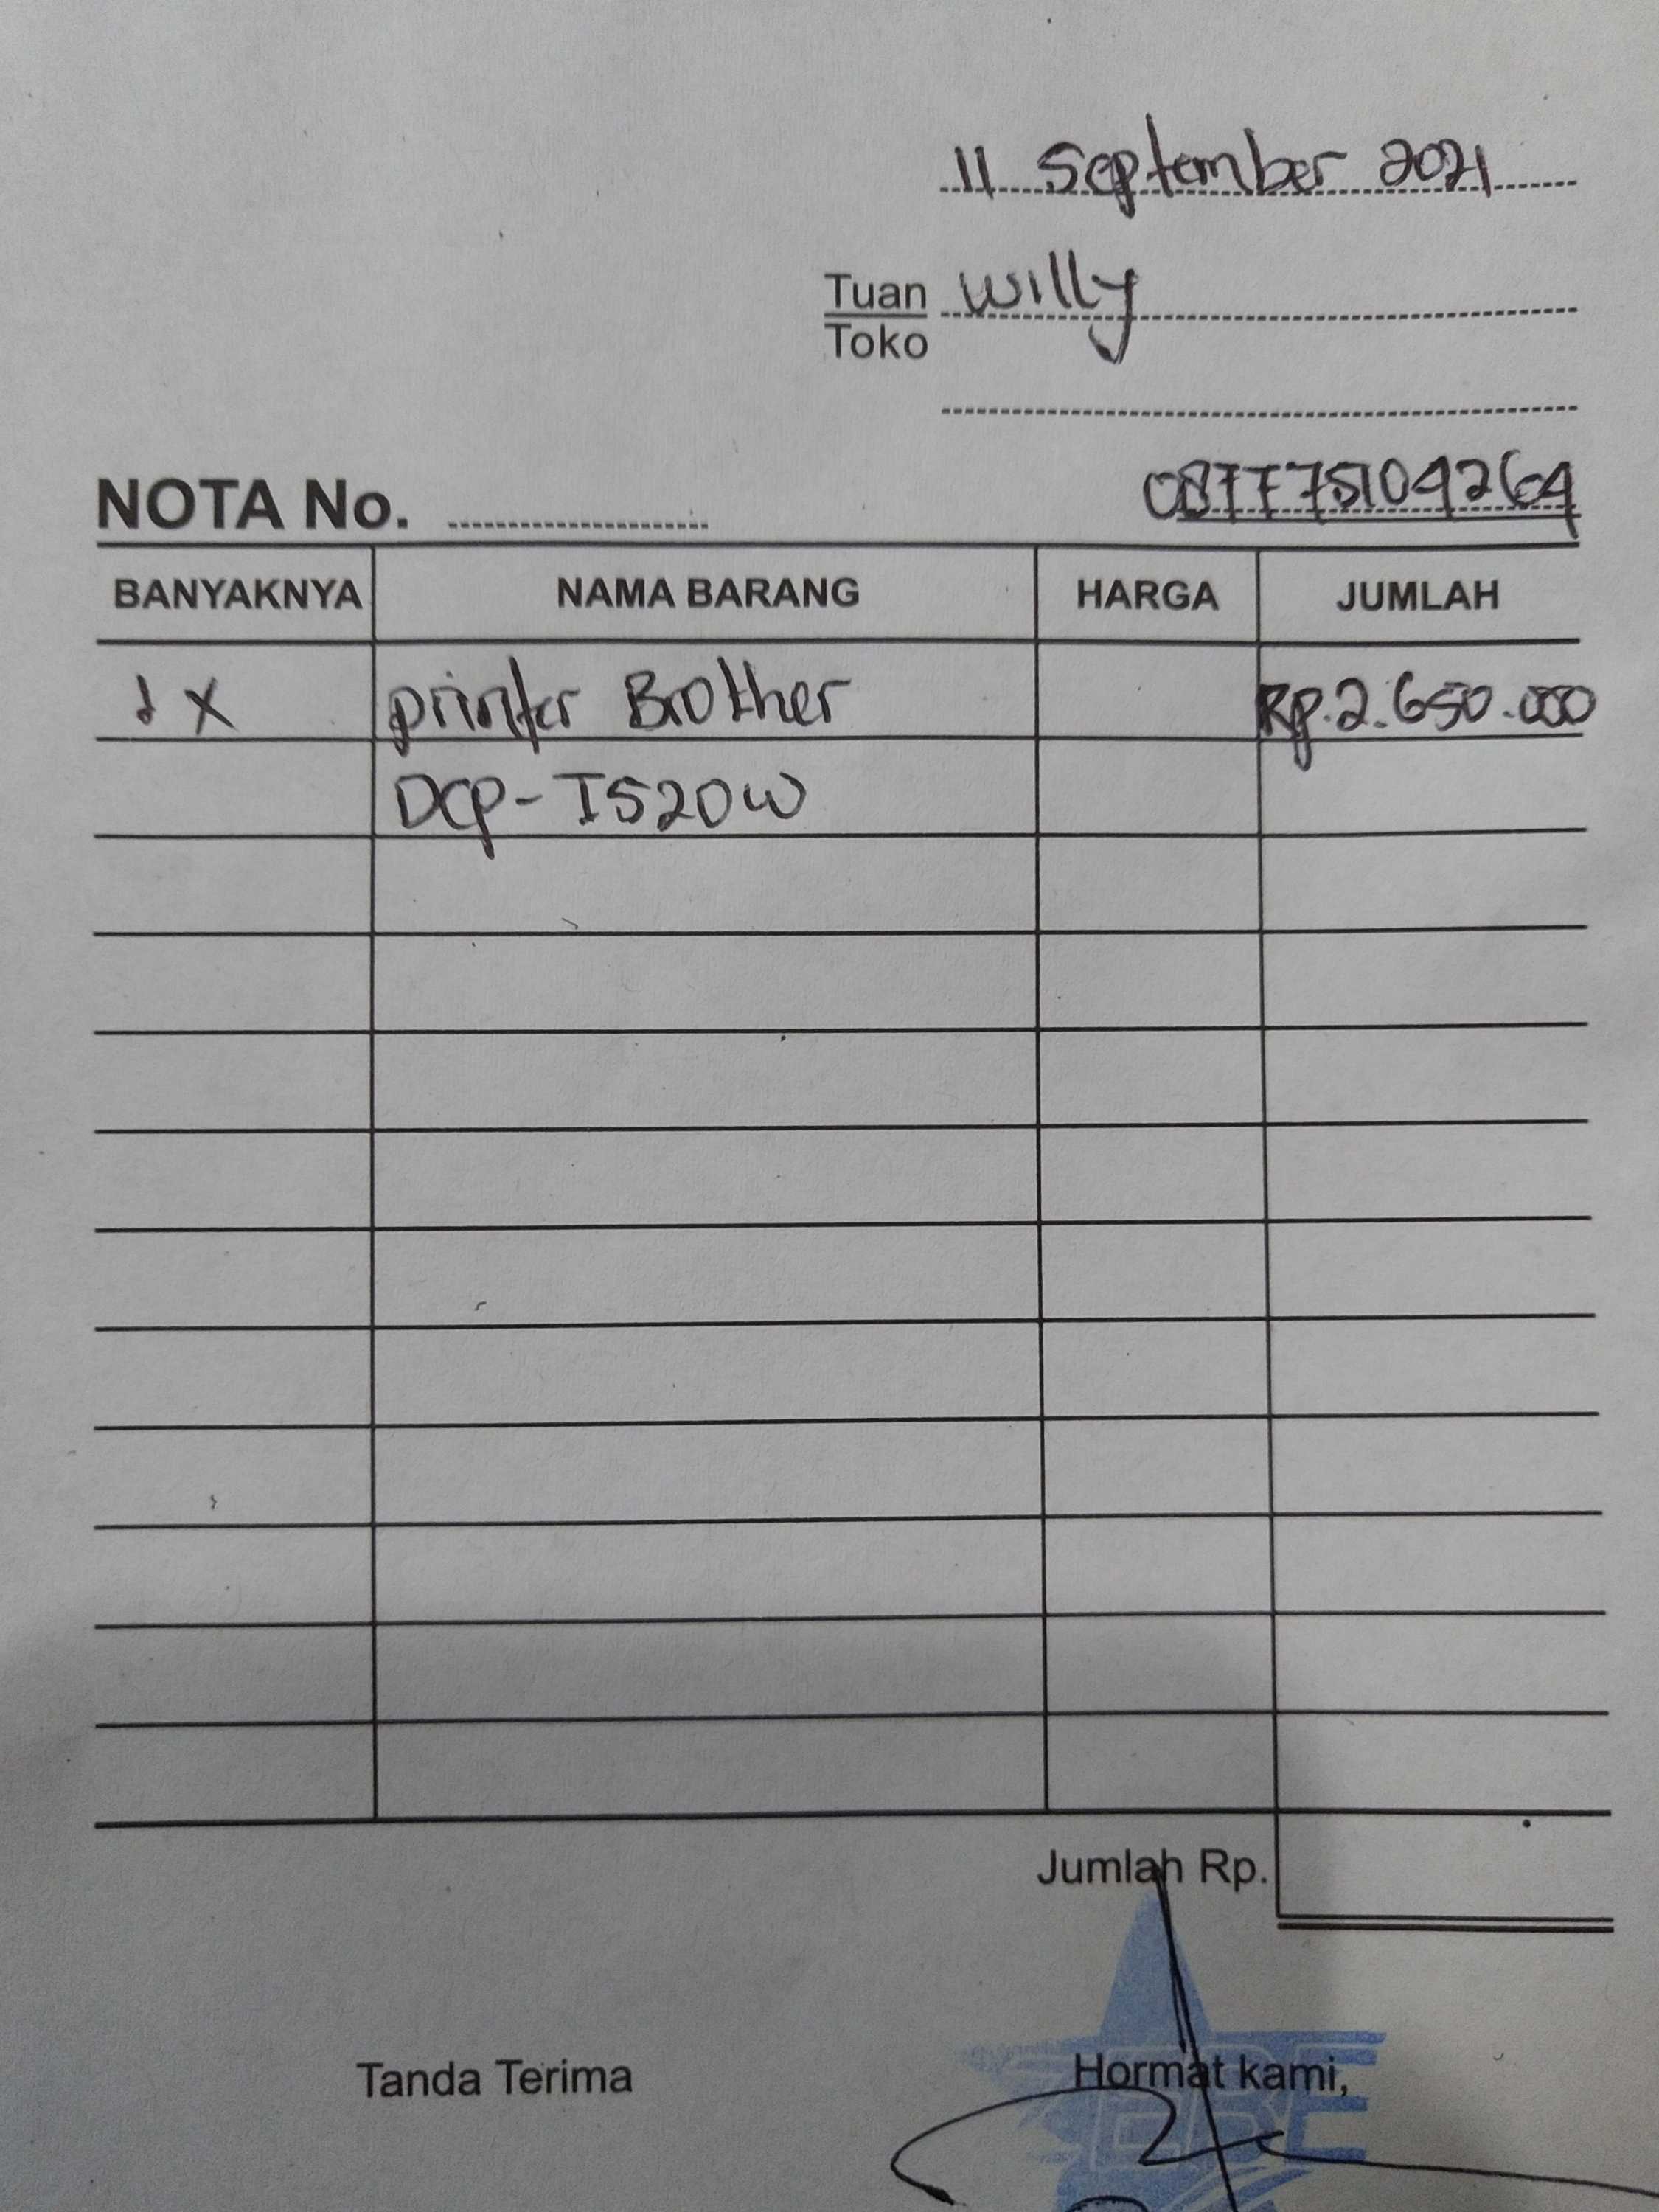 11 September 2021
Tuan Willy
Toko
NOTA No. 087775104264
BANYAKNYA NAMA BARANG HARGA JUMLAH
1 X printer Brother Rp.2.650.000
DCP-T520W
Jumlah Rp.
Tanda Terima Hormat kami,